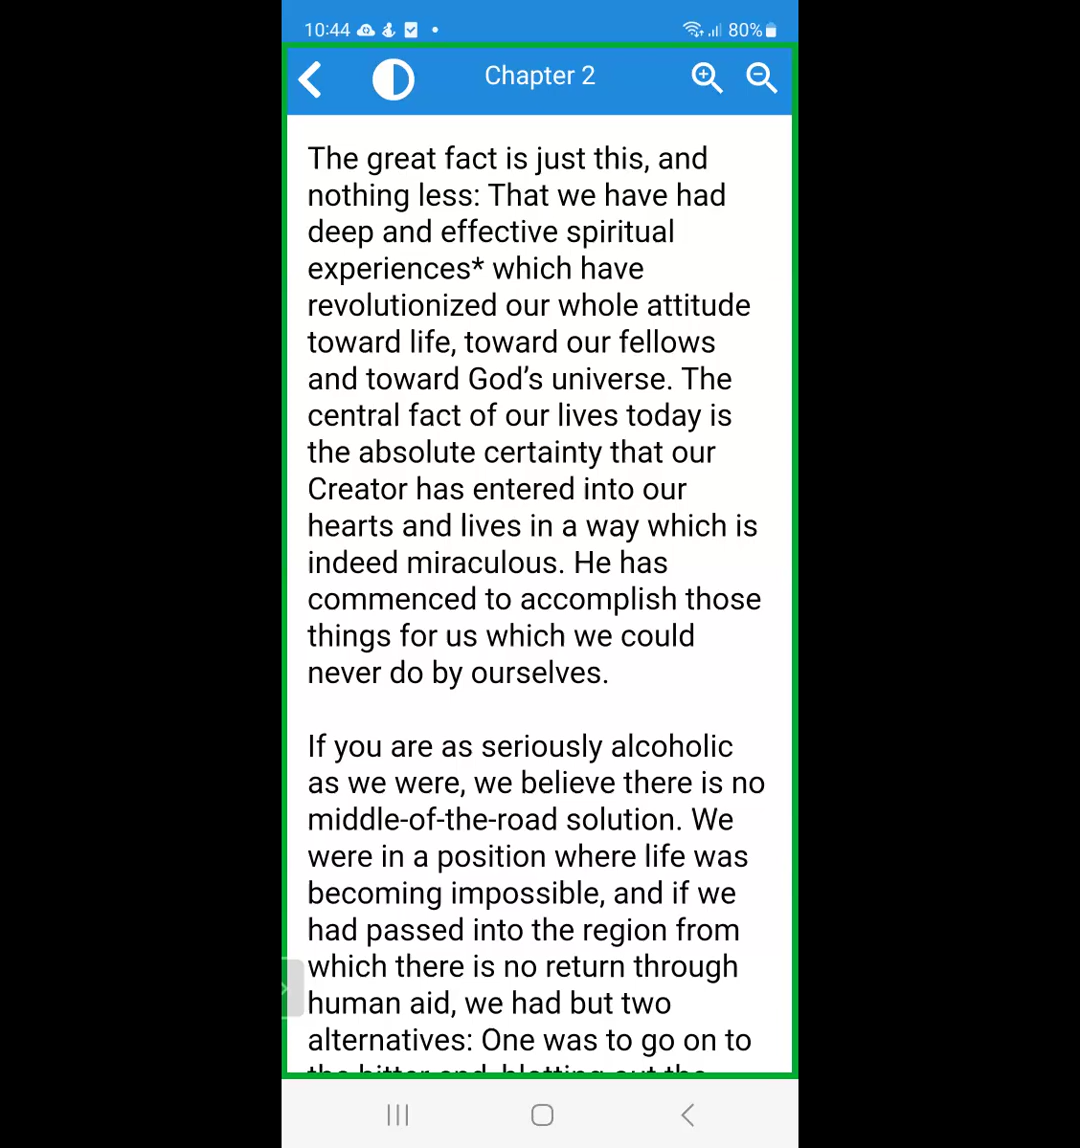 10:44 80%
Chapter 2
The great fact is just this, and
nothing less: That we have had
deep and effective spiritual
experiences* which have
revolutionized our whole attitude
toward life, toward our fellows
and toward God’s universe. The
central fact of our lives today is
the absolute certainty that our
Creator has entered into our
hearts and lives in a way which is
indeed miraculous. He has
commenced to accomplish those
things for us which we could
never do by ourselves.
If you are as seriously alcoholic
as we were, we believe there is no
middle-of-the-road solution. We
were in a position where life was
becoming impossible, and if we
had passed into the region from
which there is no return through
human aid, we had but two
alternatives: One was to go on to
the bitter end, blotting out the